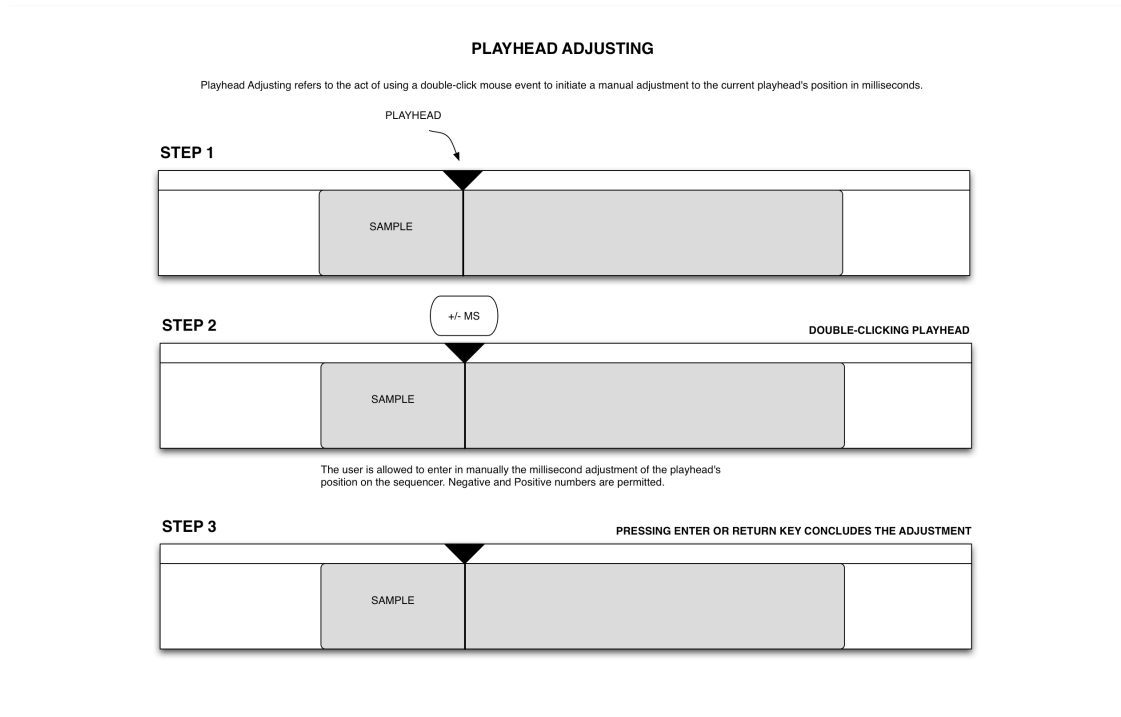 PLAYHEAD ADJUSTING
Playhead Adjusting refers to the act of using a double-click mouse event to initiate a manual adjustment to the current playhead's position in milliseconds.
PLAYHEAD
STEP 1
SAMPLE
+/- MS
STEP 2
DOUBLE-CLICKING PLAYHEAD
SAMPLE
The user is allowed to enter in manually the millisecond adjustment of the playhead's
position on the sequencer. Negative and Positive numbers are permitted.
STEP 3
PRESSING ENTER OR RETURN KEY CONCLUDES THE ADJUSTMENT
SAMPLE